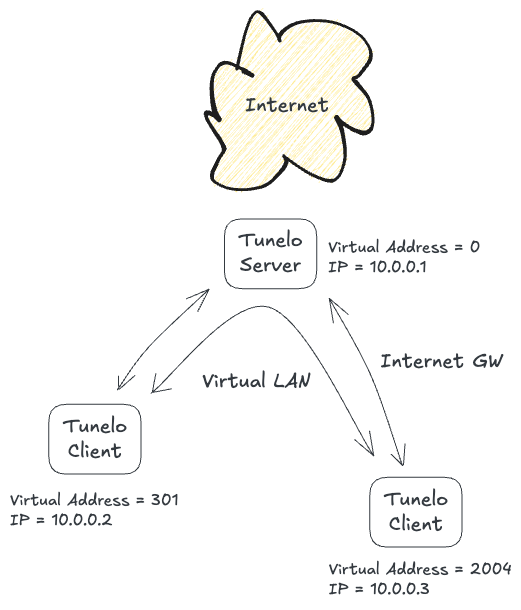 Internet
Tunelo
Server
Virtual Address = 0
IP = 10.0.0.1
Internet GW
Virtual LAN
Tunelo
Client
Virtual Address = 301
IP = 10.0.0.2
Tunelo
Client
Virtual Address = 2004
IP = 10.0.0.3